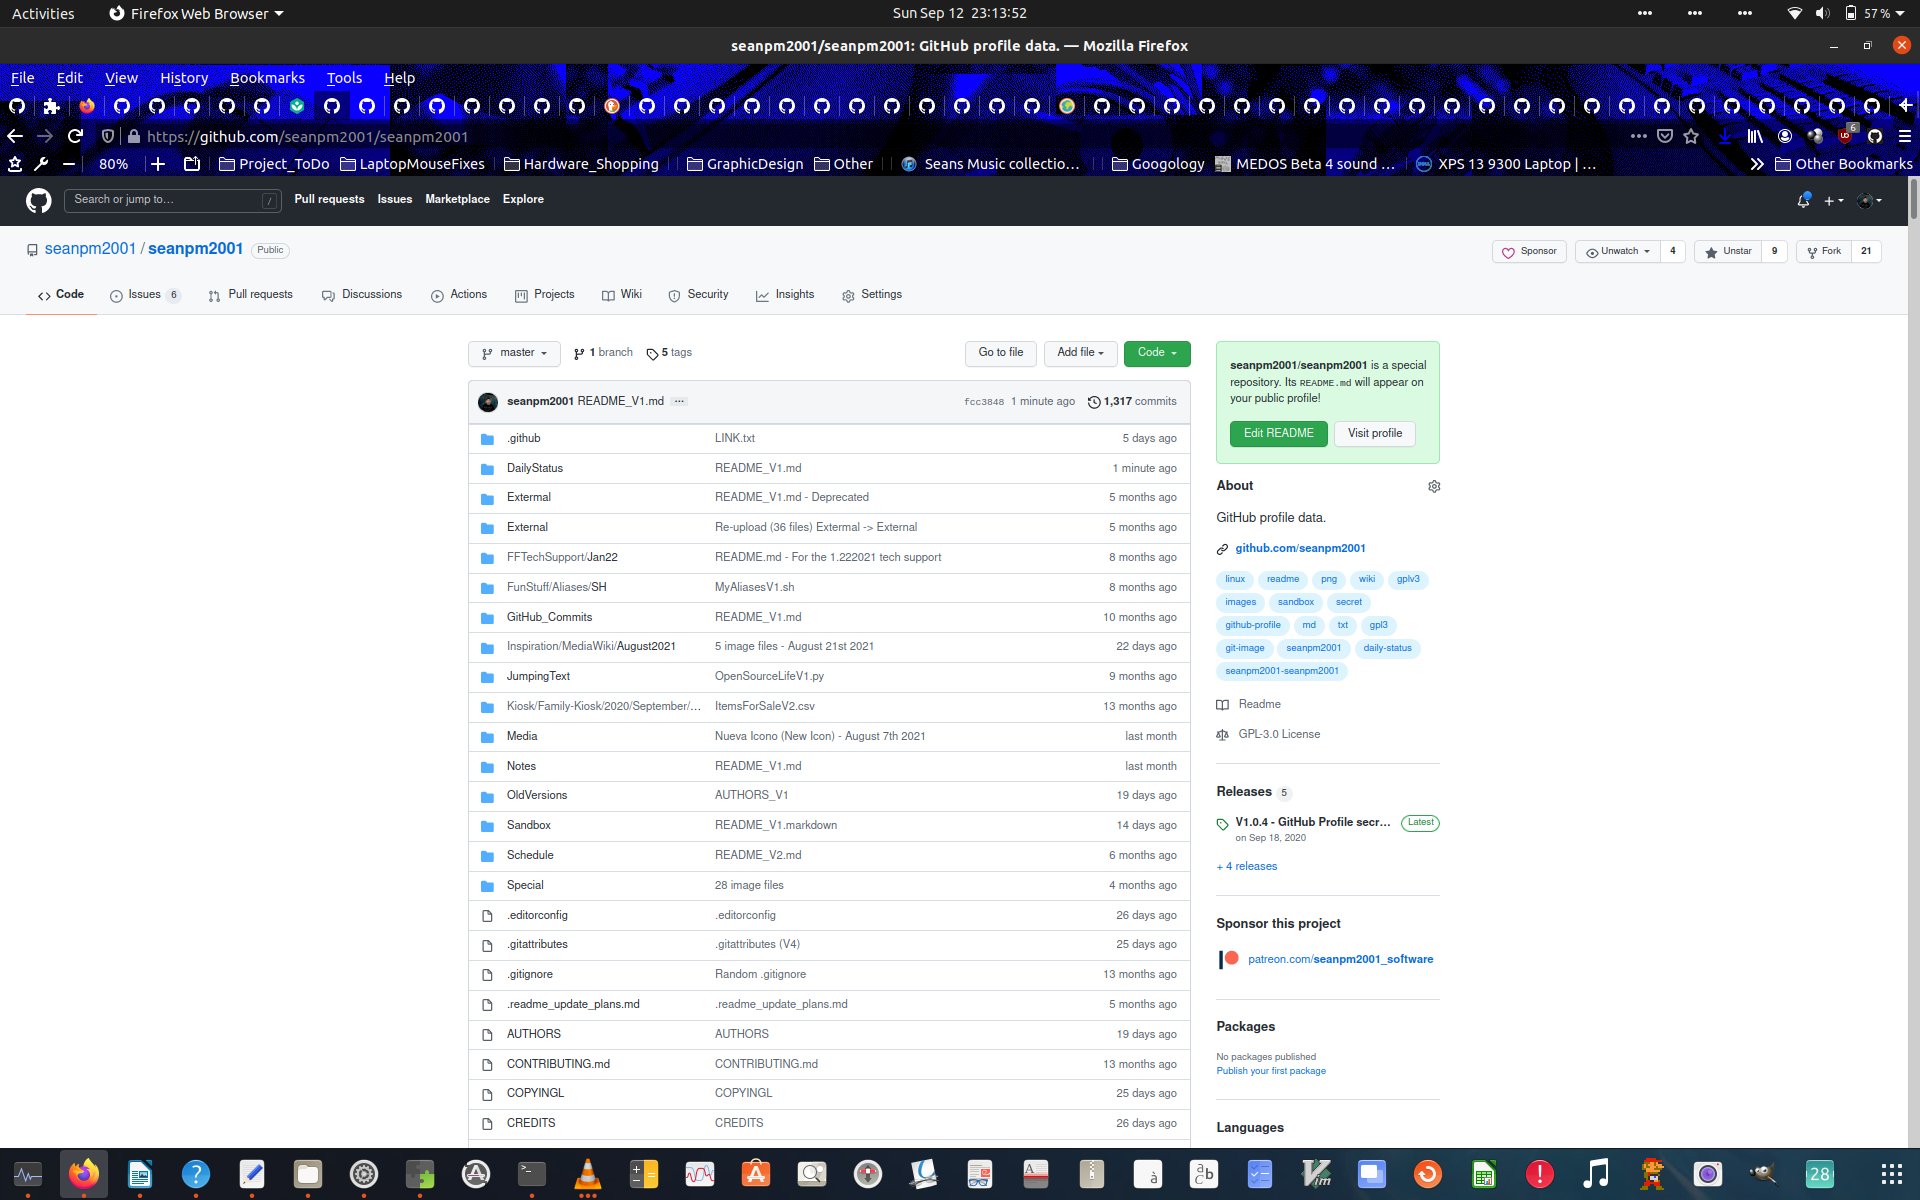 Activities Firefox Web Browser Sun Sep 12 23:13:52 57 %
seanpm2001/seanpm2001: GitHub profile data. — Mozilla Firefox
File Edit View History Bookmarks Tools Help
https://github.com/seanpm2001/seanpm2001 6
80% Project_ToDo LaptopMouseFixes Hardware_Shopping GraphicDesign Other Seans Music collectio… Googology MEDOS Beta 4 sound … XPS 13 9300 Laptop | … Other Bookmarks
Search or jump to… / Pull requests Issues Marketplace Explore
seanpm2001 / seanpm2001 Public Sponsor Unwatch 4 Unstar 9 Fork 21
Code Issues 6 Pull requests Discussions Actions Projects Wiki Security Insights Settings
master 1 branch 5 tags Go to file Add file Code
seanpm2001 README_V1.md ··· fcc3848 1 minute ago 1,317 commits
.github LINK.txt 5 days ago
DailyStatus README_V1.md 1 minute ago
Extermal README_V1.md - Deprecated 5 months ago
External Re-upload (36 files) Extermal -> External 5 months ago
FFTechSupport/Jan22 README.md - For the 1.222021 tech support 8 months ago
FunStuff/Aliases/SH MyAliasesV1.sh 8 months ago
GitHub_Commits README_V1.md 10 months ago
Inspiration/MediaWiki/August2021 5 image files - August 21st 2021 22 days ago
JumpingText OpenSourceLifeV1.py 9 months ago
Kiosk/Family-Kiosk/2020/September/… ItemsForSaleV2.csv 13 months ago
Media Nueva Icono (New Icon) - August 7th 2021 last month
Notes README_V1.md last month
OldVersions AUTHORS_V1 19 days ago
Sandbox README_V1.markdown 14 days ago
Schedule README_V2.md 6 months ago
Special 28 image files 4 months ago
.editorconfig .editorconfig 26 days ago
.gitattributes .gitattributes (V4) 25 days ago
.gitignore Random .gitignore 13 months ago
.readme_update_plans.md .readme_update_plans.md 5 months ago
AUTHORS AUTHORS 19 days ago
CONTRIBUTING.md CONTRIBUTING.md 13 months ago
COPYINGL COPYINGL 25 days ago
CREDITS CREDITS 26 days ago
seanpm2001/seanpm2001 is a special
repository. Its README.md will appear on
your public profile!
Edit README Visit profile
About
GitHub profile data.
github.com/seanpm2001
linux readme png wiki gplv3
images sandbox secret
github-profile md txt gpl3
git-image seanpm2001 daily-status
seanpm2001-seanpm2001
Readme
GPL-3.0 License
Releases 5
V1.0.4 - GitHub Profile secr… Latest
on Sep 18, 2020
+ 4 releases
Sponsor this project
patreon.com/seanpm2001_software
Packages
No packages published
Publish your first package
Languages
28